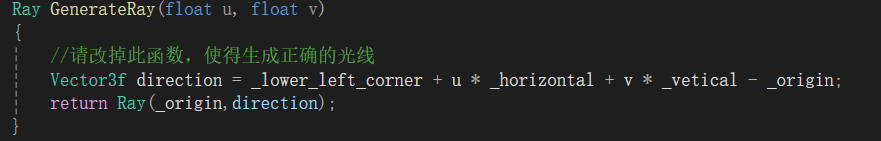 Ray GenerateRay(float u, float v)
{
//请改掉此函数，使得生成正确的光线
Vector3f direction = _lower_left_corner + u * _horizontal + v * _vetical - _origin;
return Ray(_origin,direction);
}